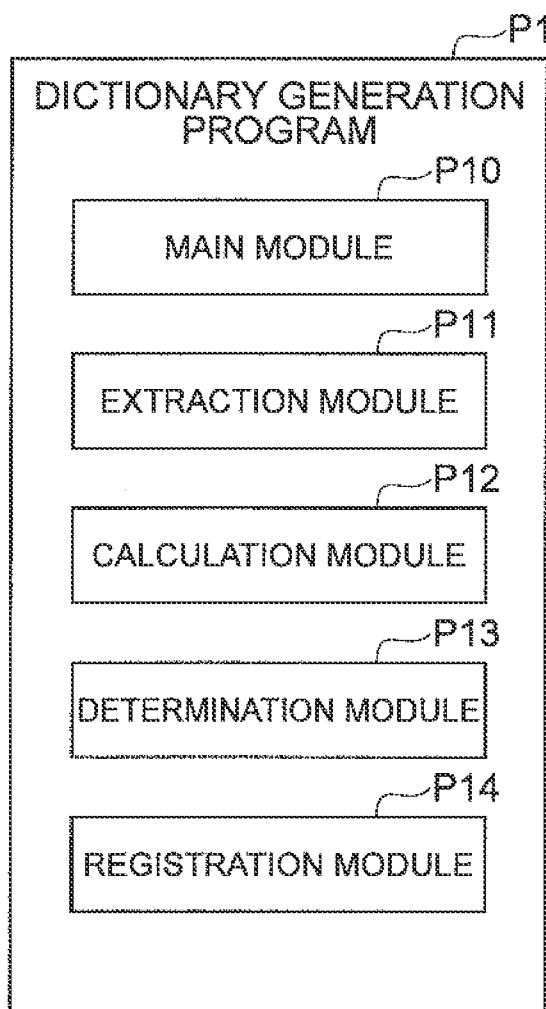 P1
DICTIONARY GENERATION
PROGRAM
P10
MAIN MODULE
P11
EXTRACTION MODULE
P12
CALCULATION MODULE
P13
DETERMINATION MODULE
P14
REGISTRATION MODULE